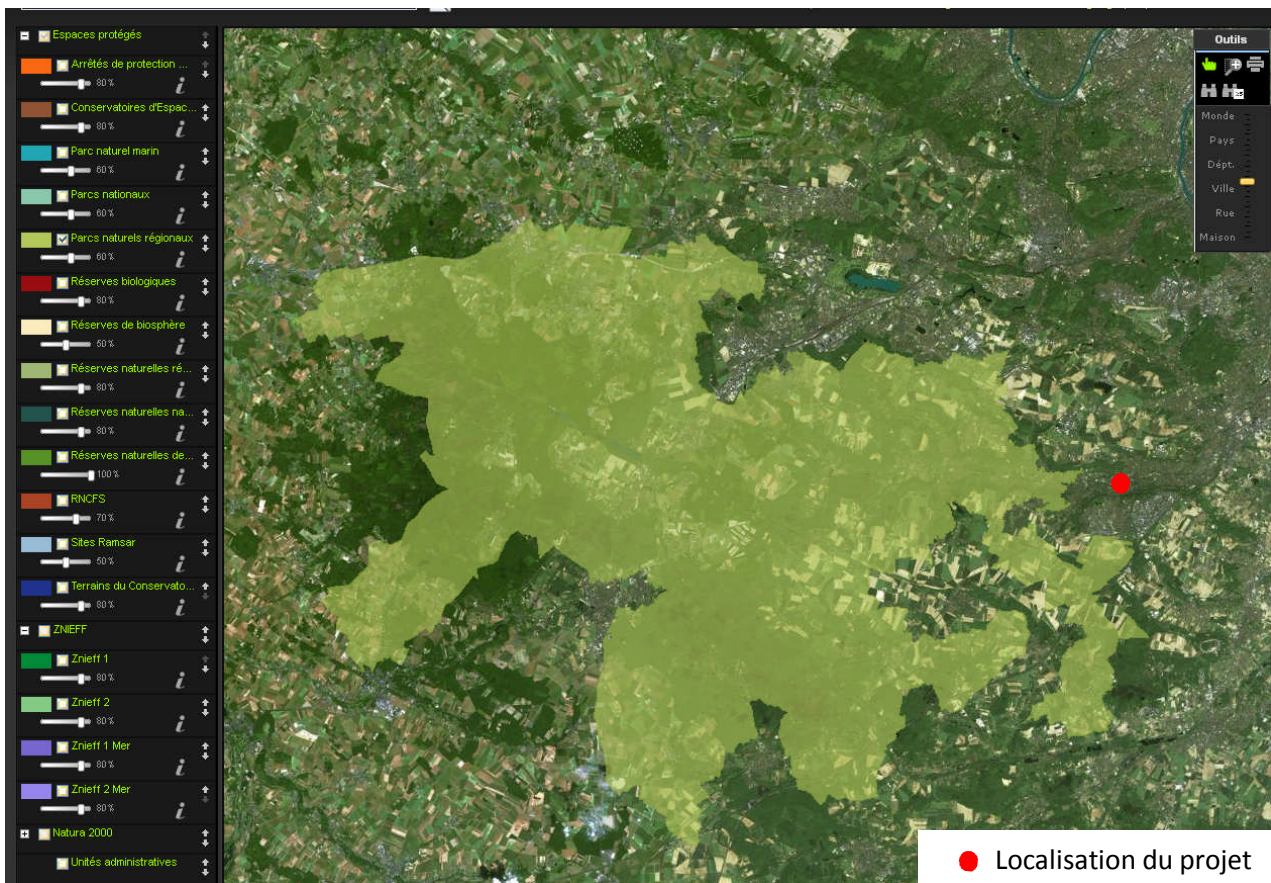 Espaces protégés
Arrêtés de protection ...
80 %
Conservatoires d'Espac...
80 %
Parc naturel marin
60 %
Parcs nationaux
60 %
Parcs naturels régionaux
60 %
Réserves biologiques
80 %
Réserves de biosphère
50 %
Réserves naturelles ré...
80 %
Réserves naturelles na...
80 %
Réserves naturelles de...
100 %
RNCFS
70 %
Sites Ramsar
50 %
Terrains du Conservato...
80 %
ZNIEFF
Znieff 1
80 %
Znieff 2
80 %
Znieff 1 Mer
80 %
Znieff 2 Mer
80 %
Natura 2000
Unités administratives
Outils
Monde
Pays
Dépt.
Ville
Rue
Maison
Localisation du projet